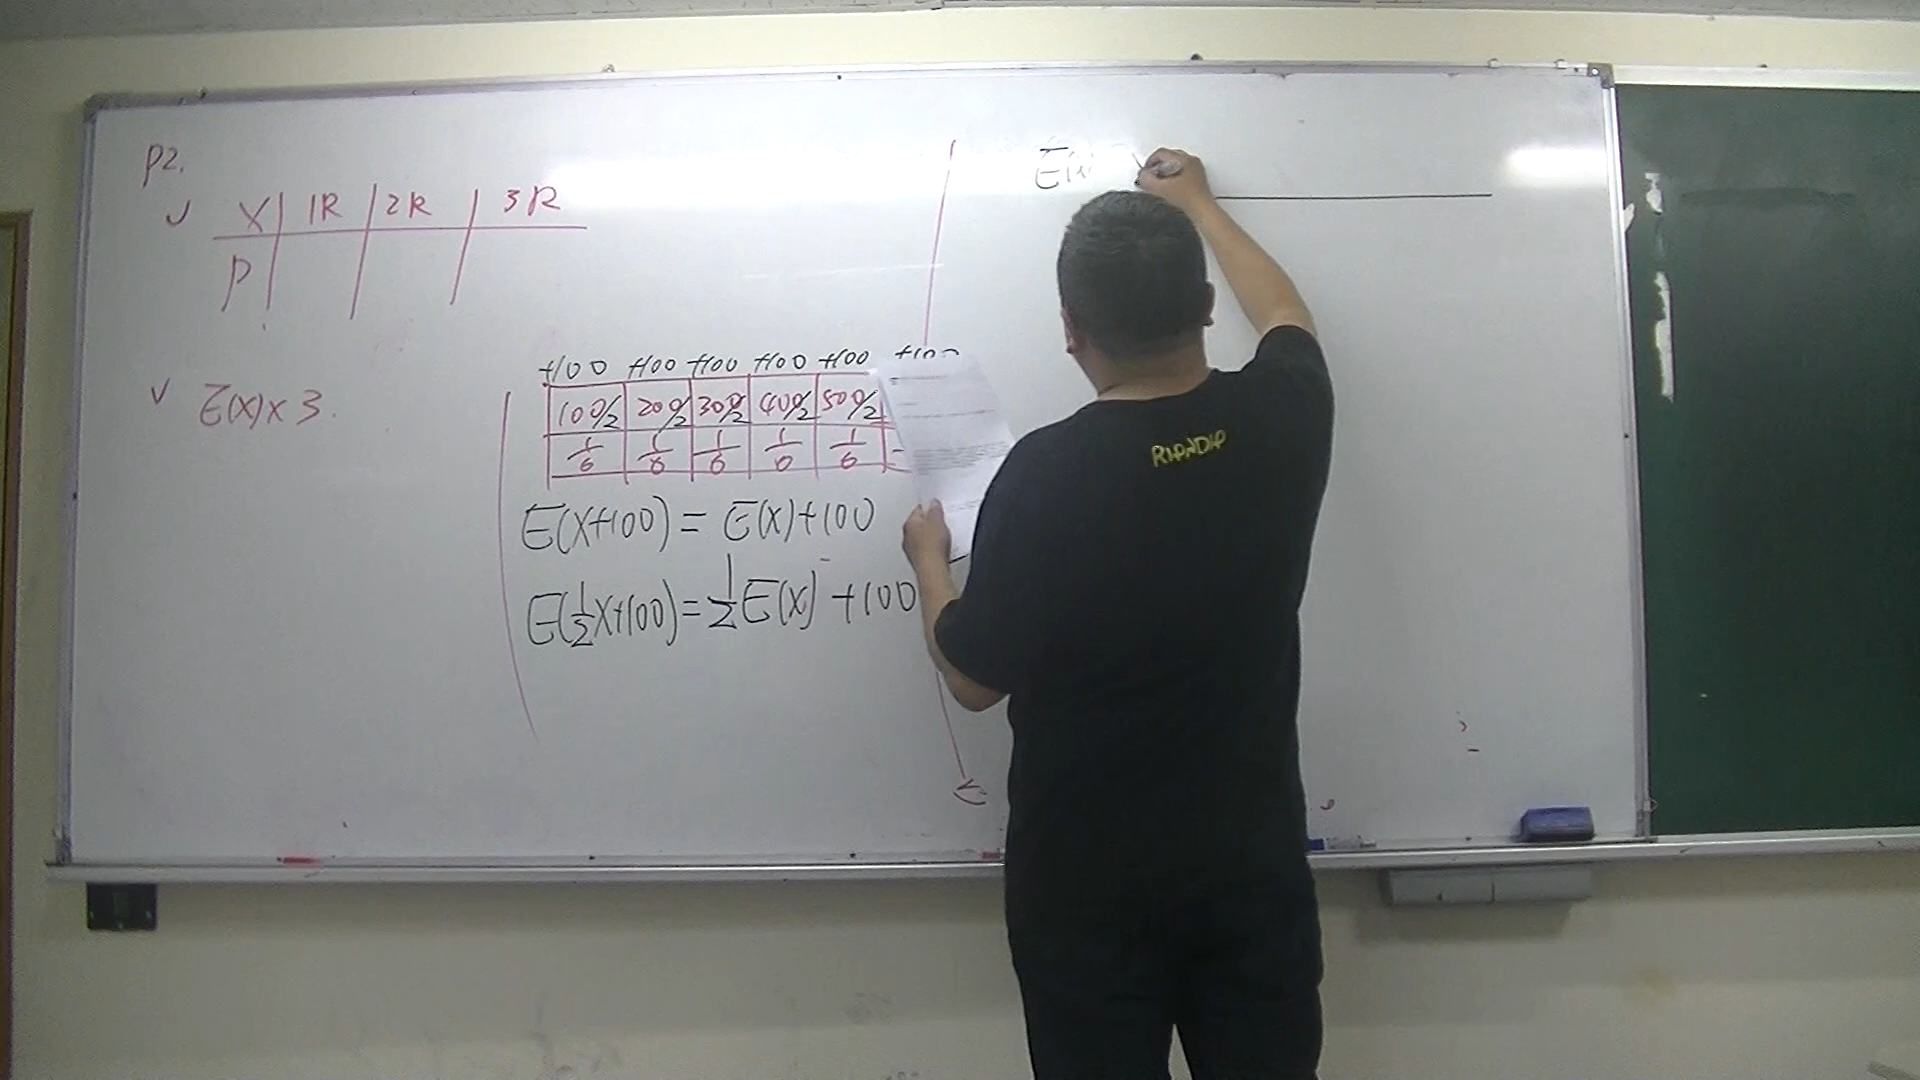 P2.
X 1R 2R 3R
P
E(X)×3.
+100 +100 +100 +100 +100 +100
100/2 200/2 300/2 400/2 500/2
1/6 1/6 1/6 1/6 1/6
E(X+100) = E(X)+100
E(1/2X+100) = 1/2E(X)+100
RIPNDIP